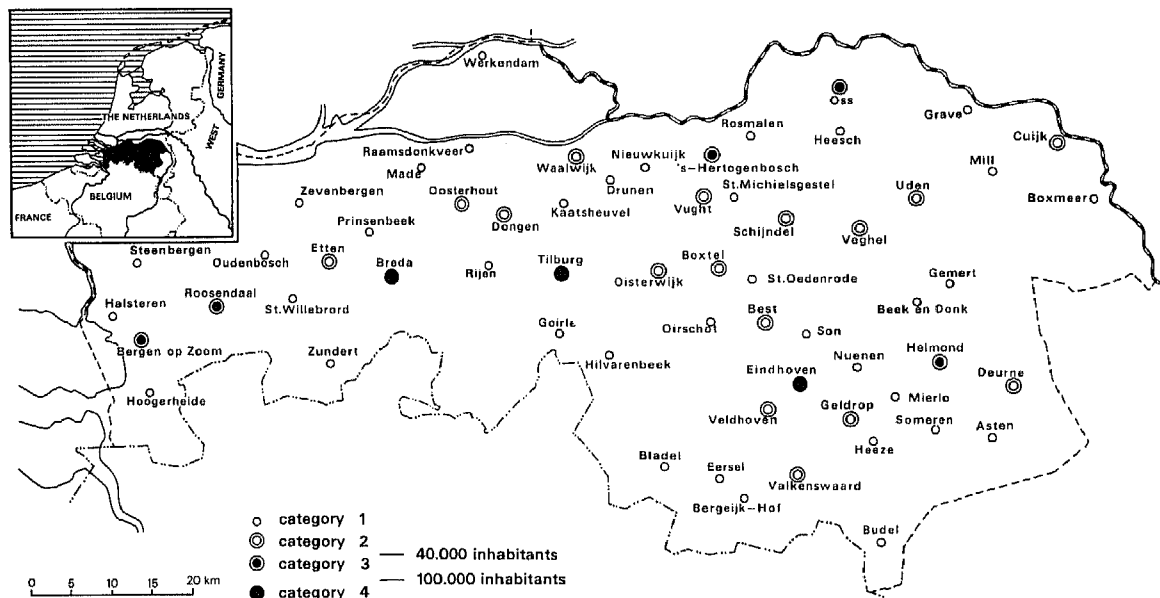 GERMANY
THE NETHERLANDS
WEST
BELGIUM
FRANCE
Werkendam
Oss
Grave
Rosmalen
Heesch
Cuijk
Raamsdonkveer
Made
Waalwijk
Nieuwkuijk
's-Hertogenbosch
Mill
Zevenbergen
Oosterhout
Drunen
St.Michielsgestel
Uden
Boxmeer
Prinsenbeek
Dongen
Kaatsheuvel
Vught
Schijndel
Veghel
Steenbergen
Oudenbosch
Etten
Breda
Rijen
Tilburg
Oisterwijk
Boxtel
St.Oedenrode
Gemert
Halsteren
Roosendaal
St.Willebrord
Beek en Donk
Bergen op Zoom
Goirle
Oirschot
Best
Son
Zundert
Hilvarenbeek
Nuenen
Helmond
Eindhoven
Deurne
Hoogerheide
Veldhoven
Geldrop
Mierlo
Someren
Asten
Heeze
Bladel
Eersel
Valkenswaard
Bergeijk-Hof
Budel
category 1
category 2
category 3
40.000 inhabitants
100.000 inhabitants
category 4
0 5 10 15 20 km